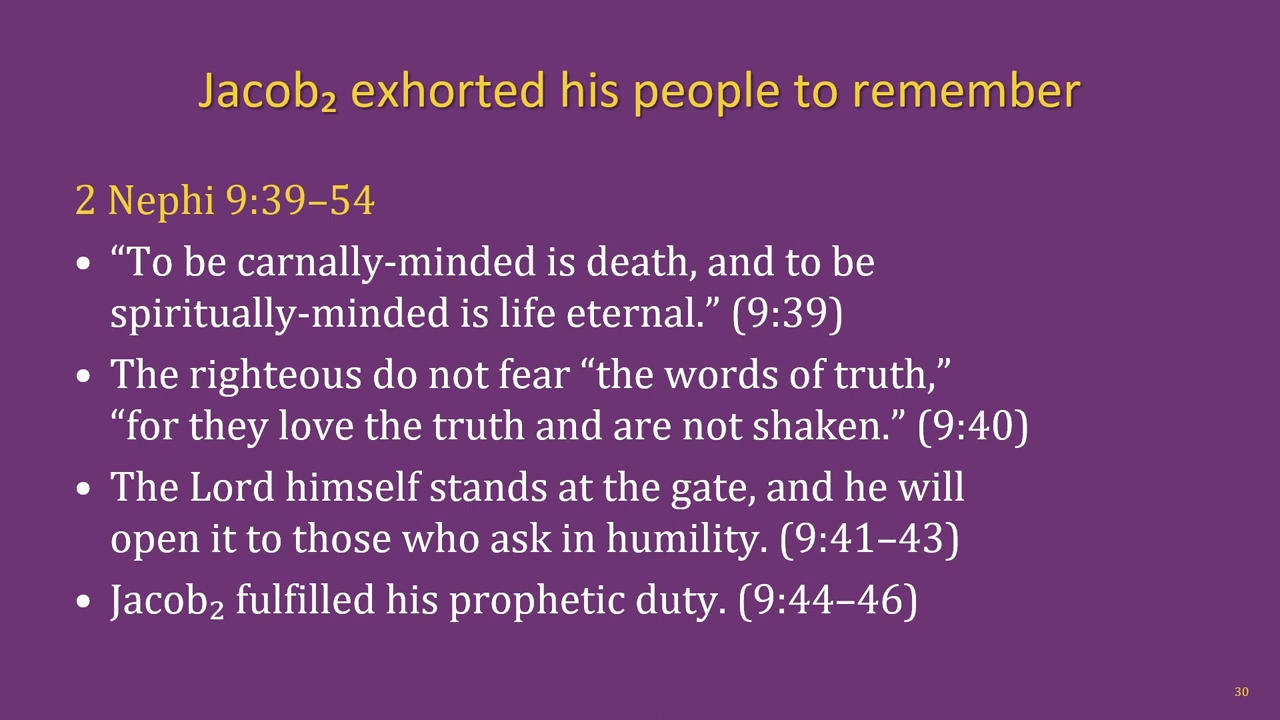 Jacob₂ exhorted his people to remember
2 Nephi 9:39–54
• “To be carnally-minded is death, and to be
spiritually-minded is life eternal.” (9:39)
• The righteous do not fear “the words of truth,”
“for they love the truth and are not shaken.” (9:40)
• The Lord himself stands at the gate, and he will
open it to those who ask in humility. (9:41–43)
• Jacob₂ fulfilled his prophetic duty. (9:44–46)
30